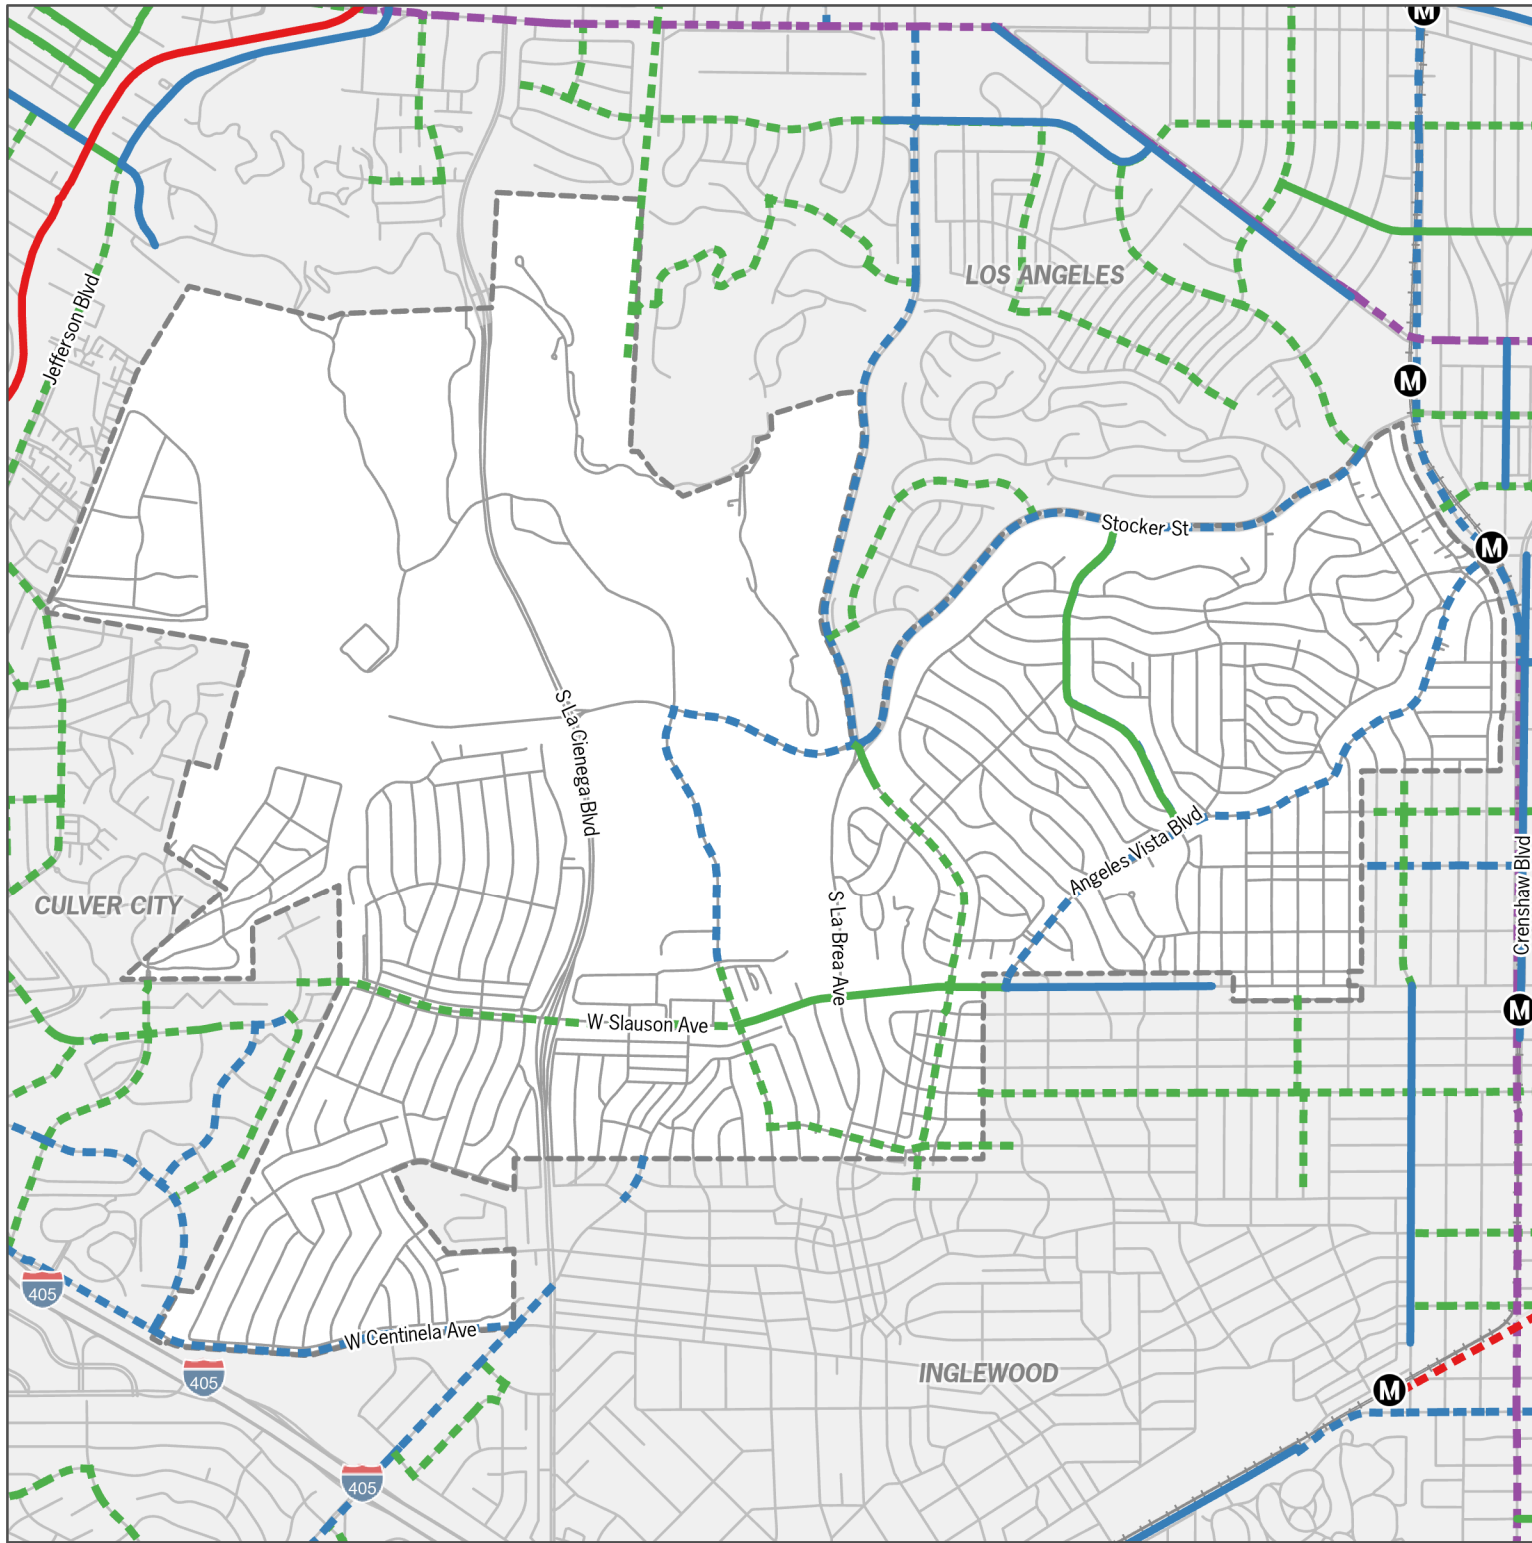 M
LOS ANGELES
Jefferson Blvd
M
Stocker St
M
S La Cienega Blvd
Angeles Vista Blvd
CULVER CITY
S La Brea Ave
Crenshaw Blvd
W Slauson Ave
M
405
W Centinela Ave
405
INGLEWOOD
M
405